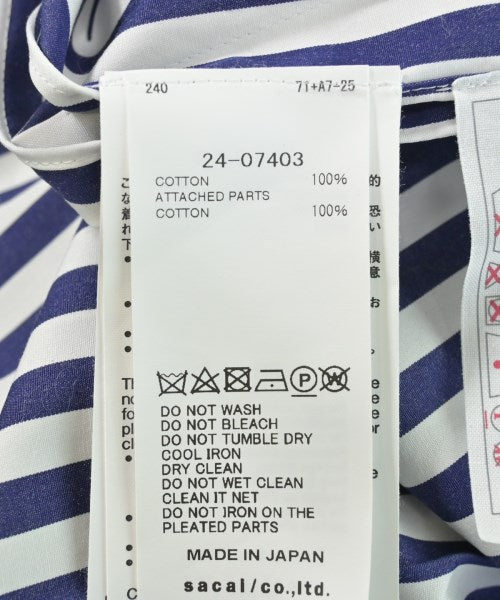 240 71+A7-25
24-07403
COTTON 100%
ATTACHED PARTS
COTTON 100%
DO NOT WASH
DO NOT BLEACH
DO NOT TUMBLE DRY
COOL IRON
DRY CLEAN
DO NOT WET CLEAN
CLEAN IT NET
DO NOT IRON ON THE
PLEATED PARTS
MADE IN JAPAN
sacai/co.,ltd.